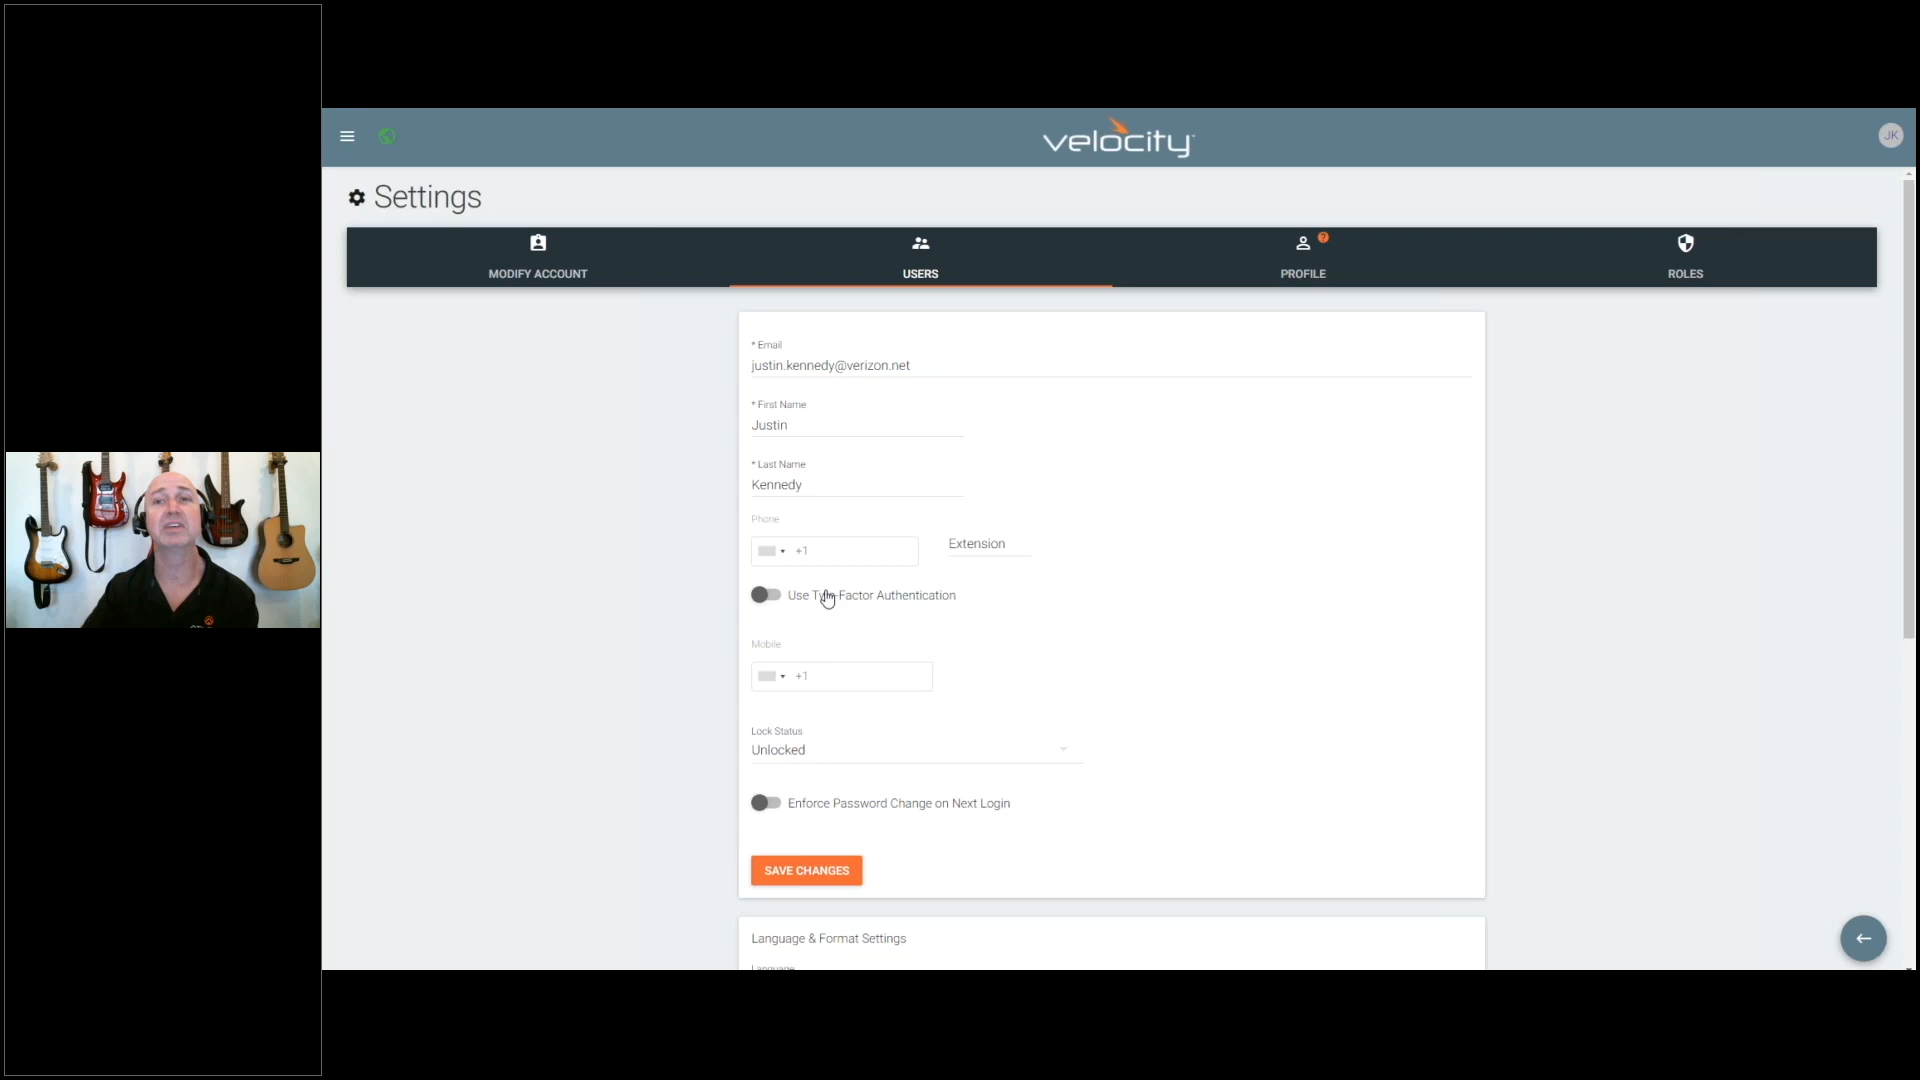 velocity
JK
Settings
MODIFY ACCOUNT
USERS
?
PROFILE
ROLES
* Email
justin.kennedy@verizon.net
* First Name
Justin
* Last Name
Kennedy
Phone
+1
Extension
Use Two-Factor Authentication
Mobile
+1
Lock Status
Unlocked
Enforce Password Change on Next Login
SAVE CHANGES
Language & Format Settings
Language